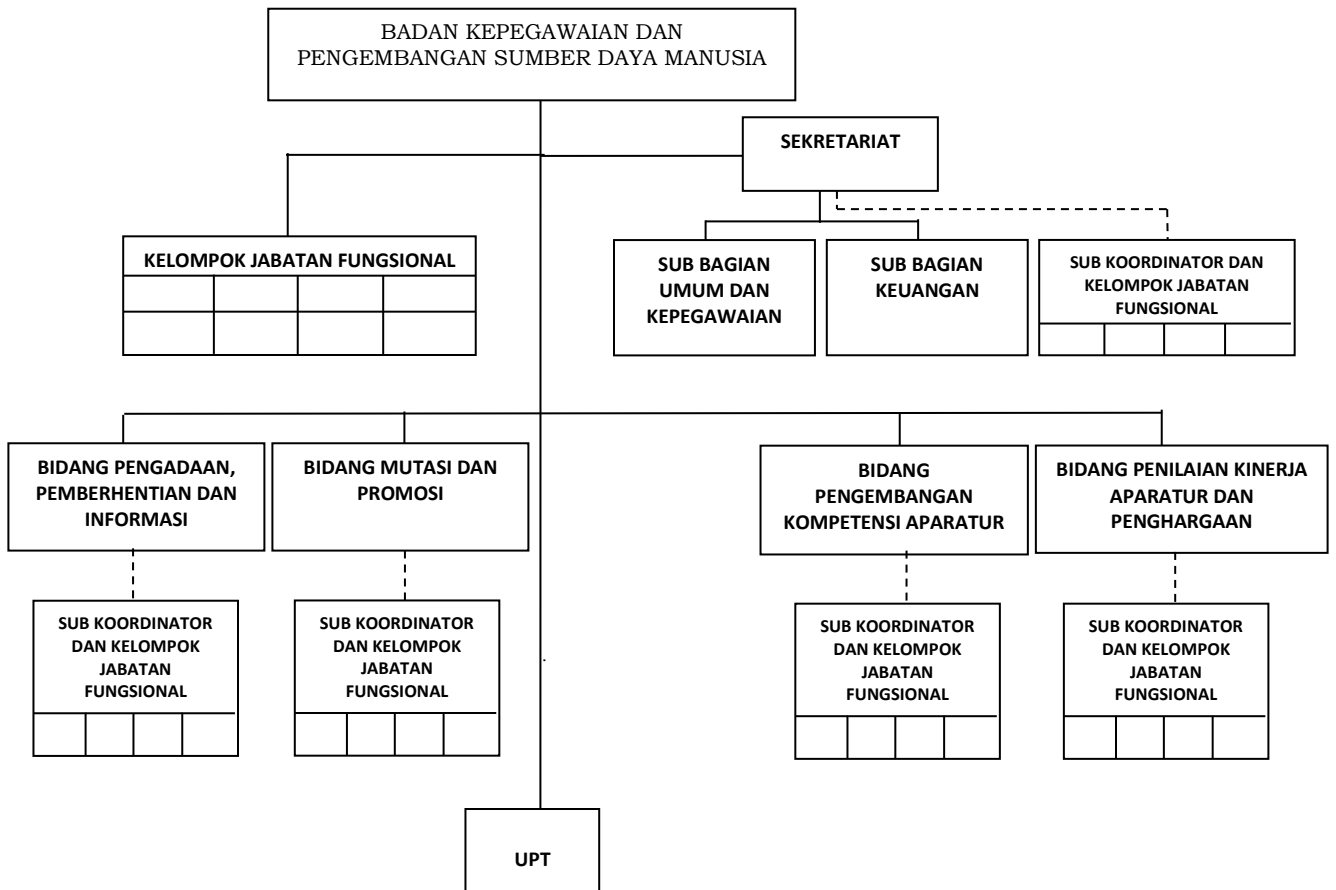 BADAN KEPEGAWAIAN DAN
PENGEMBANGAN SUMBER DAYA MANUSIA
SEKRETARIAT
KELOMPOK JABATAN FUNGSIONAL
SUB BAGIAN
UMUM DAN
KEPEGAWAIAN
SUB BAGIAN
KEUANGAN
SUB KOORDINATOR DAN
KELOMPOK JABATAN
FUNGSIONAL
BIDANG PENGADAAN,
PEMBERHENTIAN DAN
INFORMASI
BIDANG MUTASI DAN
PROMOSI
BIDANG
PENGEMBANGAN
KOMPETENSI APARATUR
BIDANG PENILAIAN KINERJA
APARATUR DAN
PENGHARGAAN
SUB KOORDINATOR
DAN KELOMPOK
JABATAN
FUNGSIONAL
SUB KOORDINATOR
DAN KELOMPOK
JABATAN
FUNGSIONAL
SUB KOORDINATOR
DAN KELOMPOK
JABATAN
FUNGSIONAL
SUB KOORDINATOR
DAN KELOMPOK
JABATAN
FUNGSIONAL
UPT